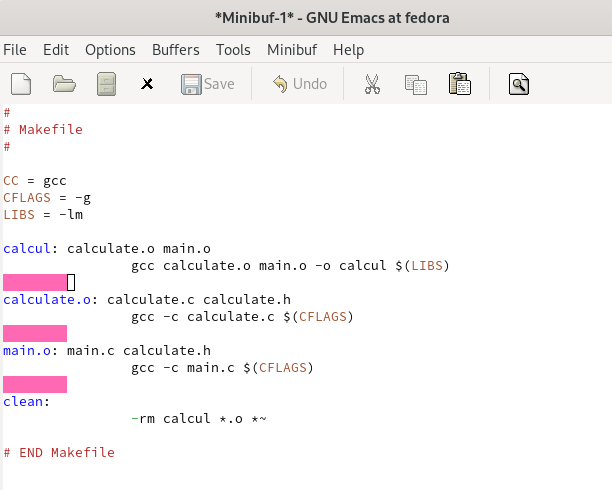 *Minibuf-1* - GNU Emacs at fedora
File Edit Options Buffers Tools Minibuf Help
Save Undo
#
# Makefile
#
CC = gcc
CFLAGS = -g
LIBS = -lm
calcul: calculate.o main.o
gcc calculate.o main.o -o calcul $(LIBS)
calculate.o: calculate.c calculate.h
gcc -c calculate.c $(CFLAGS)
main.o: main.c calculate.h
gcc -c main.c $(CFLAGS)
clean:
-rm calcul *.o *~
# END Makefile